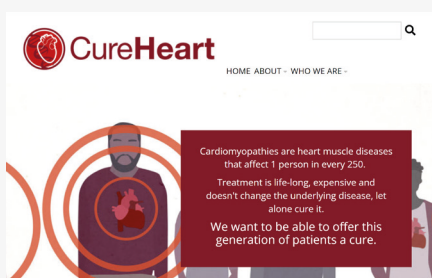 CureHeart
HOME ABOUT WHO WE ARE
Cardiomyopathies are heart muscle diseases
that affect 1 person in every 250.
Treatment is life-long, expensive and
doesn't change the underlying disease, let
alone cure it.
We want to be able to offer this
generation of patients a cure.